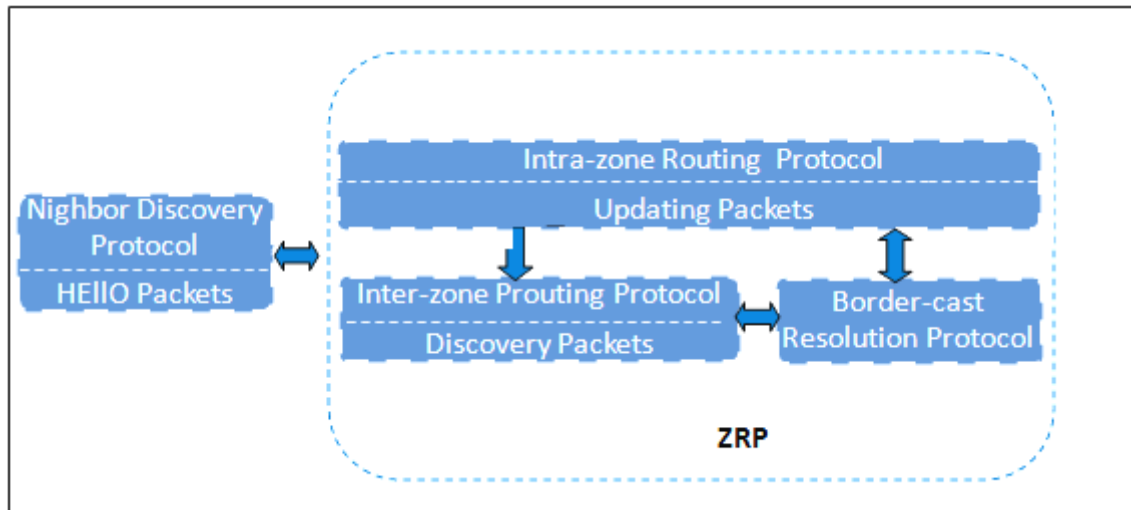 Intra-zone Routing Protocol
Updating Packets
Nighbor Discovery
Protocol
HEllO Packets
Inter-zone Prouting Protocol
Discovery Packets
Border-cast
Resolution Protocol
ZRP